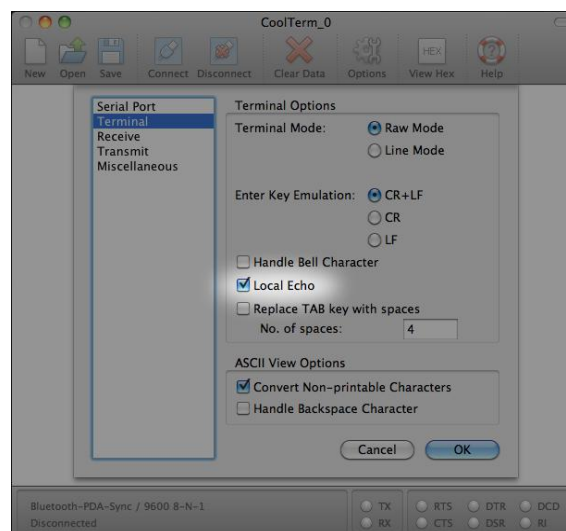 CoolTerm_0
New Open Save Connect Disconnect Clear Data Options View Hex Help
HEX
Serial Port
Terminal
Receive
Transmit
Miscellaneous
Terminal Options
Terminal Mode: Raw Mode
Line Mode
Enter Key Emulation: CR+LF
CR
LF
Handle Bell Character
Local Echo
Replace TAB key with spaces
No. of spaces: 4
ASCII View Options
Convert Non-printable Characters
Handle Backspace Character
Cancel OK
Bluetooth-PDA-Sync / 9600 8-N-1
Disconnected
TX RTS DTR DCD
RX CTS DSR RI